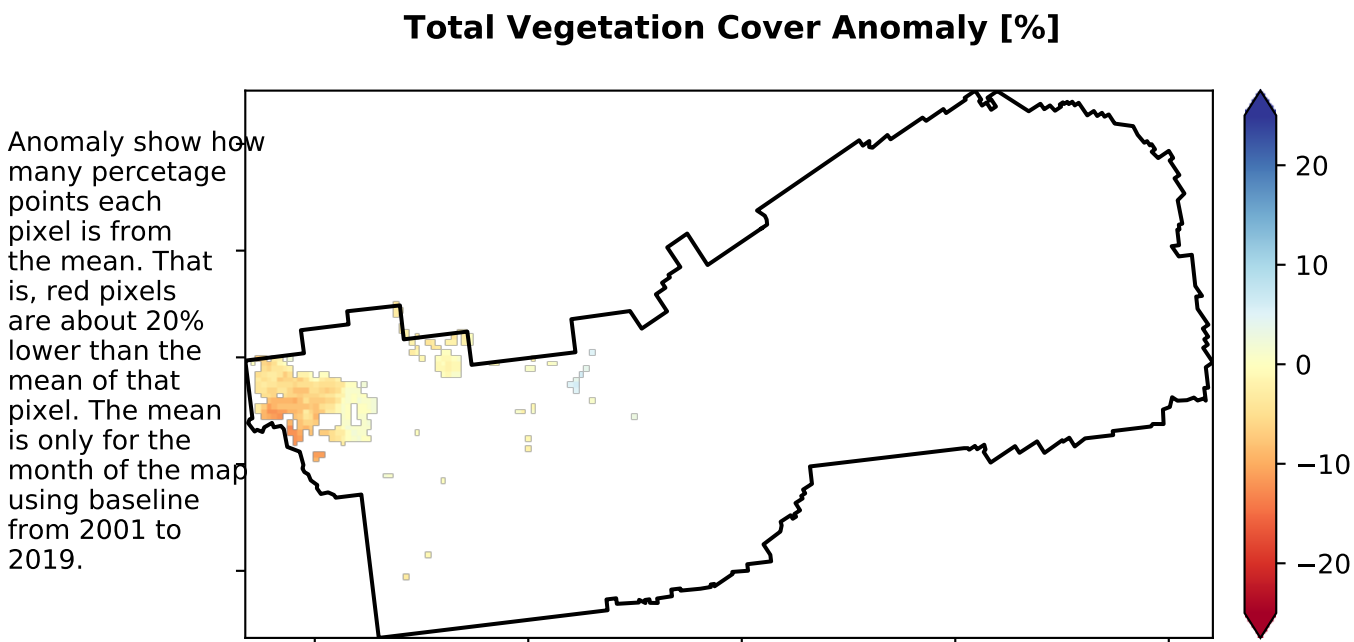 Total Vegetation Cover Anomaly [%]
Anomaly show how
many percetage
points each
pixel is from
the mean. That
is, red pixels
are about 20%
lower than the
mean of that
pixel. The mean
is only for the
month of the map
using baseline
from 2001 to
2019.
20
10
0
−10
−20